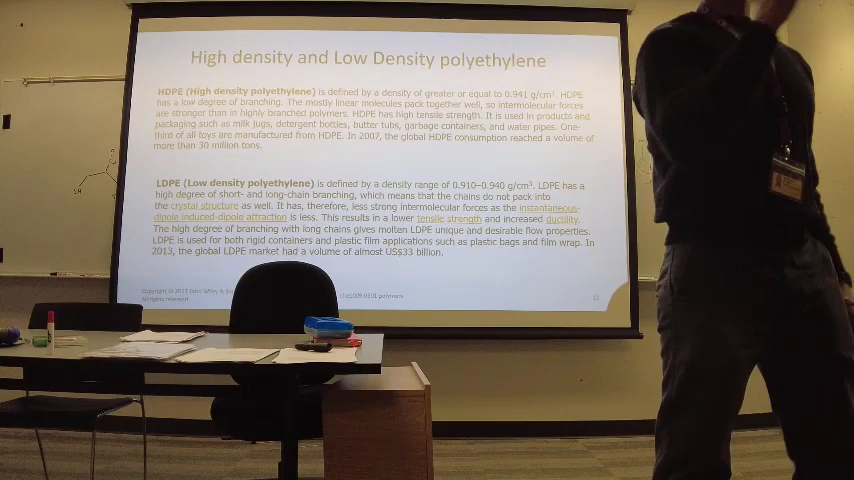 High density and Low Density polyethylene
HDPE (High density polyethylene) is defined by a density of greater or equal to 0.941 g/cm³. HDPE
has a low degree of branching. The mostly linear molecules pack together well, so intermolecular forces
are stronger than in highly branched polymers. HDPE has high tensile strength. It is used in products and
packaging such as milk jugs, detergent bottles, butter tubs, garbage containers, and water pipes. One-
third of all toys are manufactured from HDPE. In 2007, the global HDPE consumption reached a volume of
more than 30 million tons.
LDPE (Low density polyethylene) is defined by a density range of 0.910–0.940 g/cm³. LDPE has a
high degree of short- and long-chain branching, which means that the chains do not pack into
the crystal structure as well. It has, therefore, less strong intermolecular forces as the instantaneous-
dipole induced-dipole attraction is less. This results in a lower tensile strength and increased ductility.
The high degree of branching with long chains gives molten LDPE unique and desirable flow properties.
LDPE is used for both rigid containers and plastic film applications such as plastic bags and film wrap. In
2013, the global LDPE market had a volume of almost US$33 billion.
Copyright © 2017 John Wiley &
All rights reserved
che1009 0301 polymers